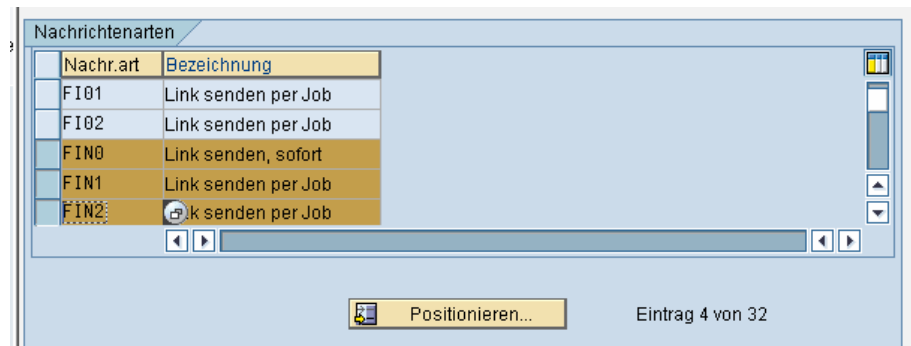 Nachrichtenarten
Nachr.art Bezeichnung
FI01 Link senden per Job
FI02 Link senden per Job
FIN0 Link senden, sofort
FIN1 Link senden per Job
FIN2 k senden per Job
Positionieren... Eintrag 4 von 32